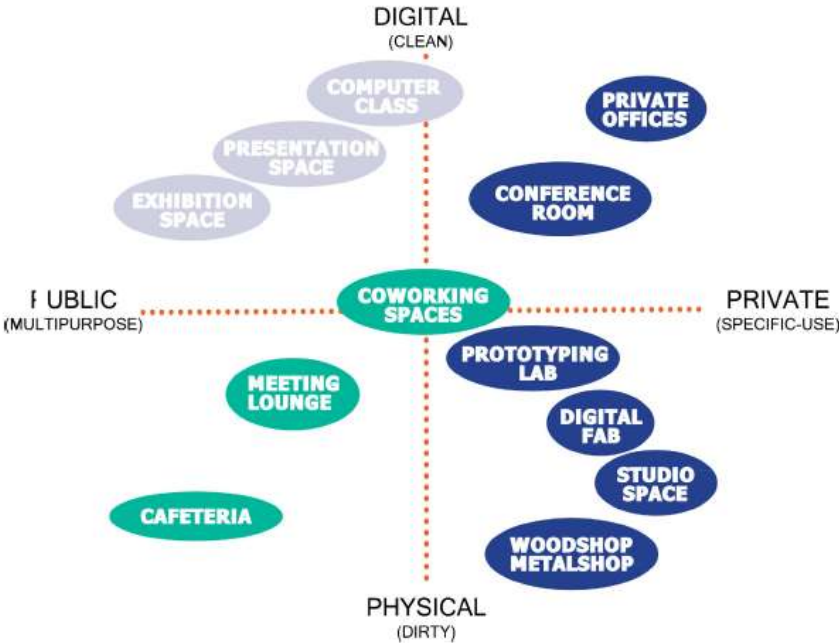 DIGITAL
(CLEAN)
COMPUTER
CLASS
PRIVATE
OFFICES
PRESENTATION
SPACE
EXHIBITION
SPACE
CONFERENCE
ROOM
PUBLIC
(MULTIPURPOSE)
COWORKING
SPACES
PRIVATE
(SPECIFIC-USE)
PROTOTYPING
LAB
MEETING
LOUNGE
DIGITAL
FAB
STUDIO
SPACE
CAFETERIA
WOODSHOP
METALSHOP
PHYSICAL
(DIRTY)